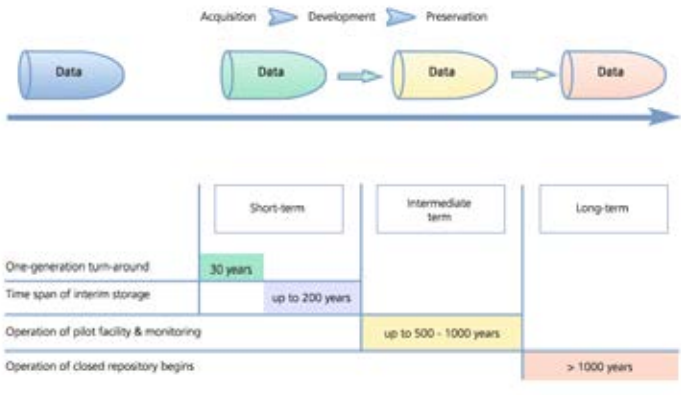 Acquisition Development Preservation
Data Data Data Data
Short-term
Intermediate
term
Long-term
One-generation turn-around 30 years
Time span of interim storage up to 200 years
Operation of pilot facility & monitoring up to 500 - 1000 years
Operation of closed repository begins > 1000 years